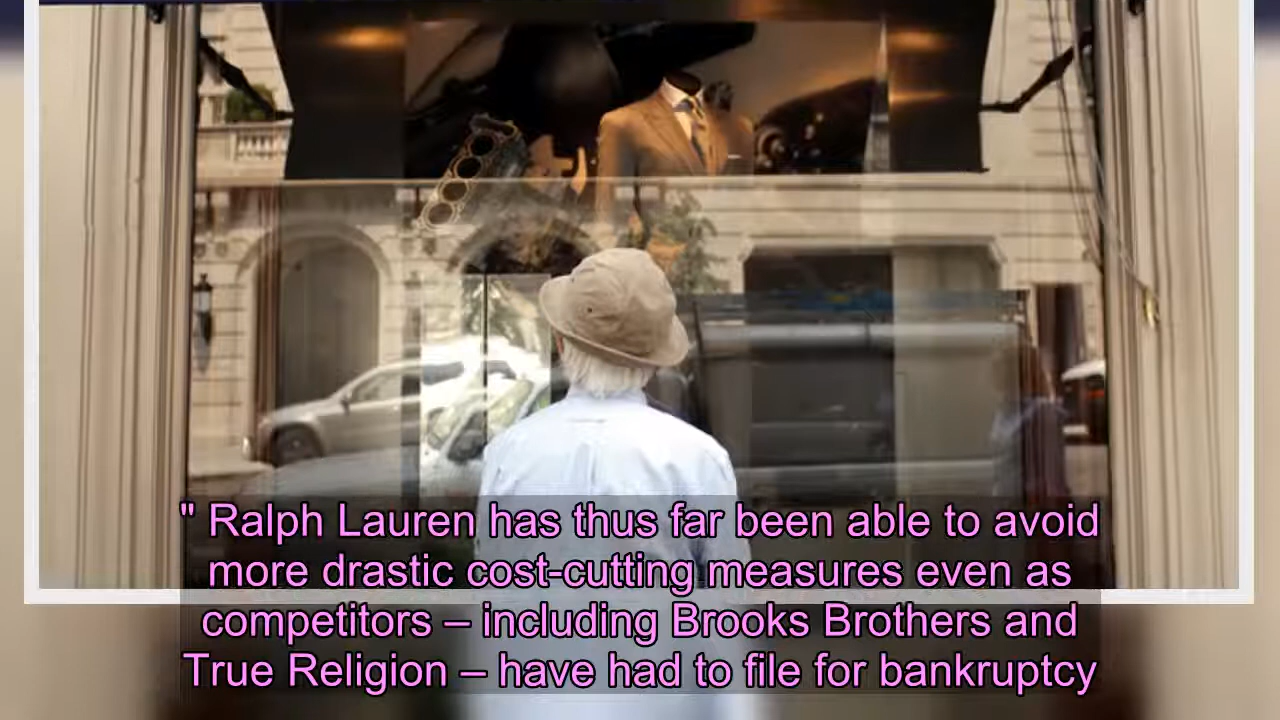 " Ralph Lauren has thus far been able to avoid
more drastic cost-cutting measures even as
competitors – including Brooks Brothers and
True Religion – have had to file for bankruptcy